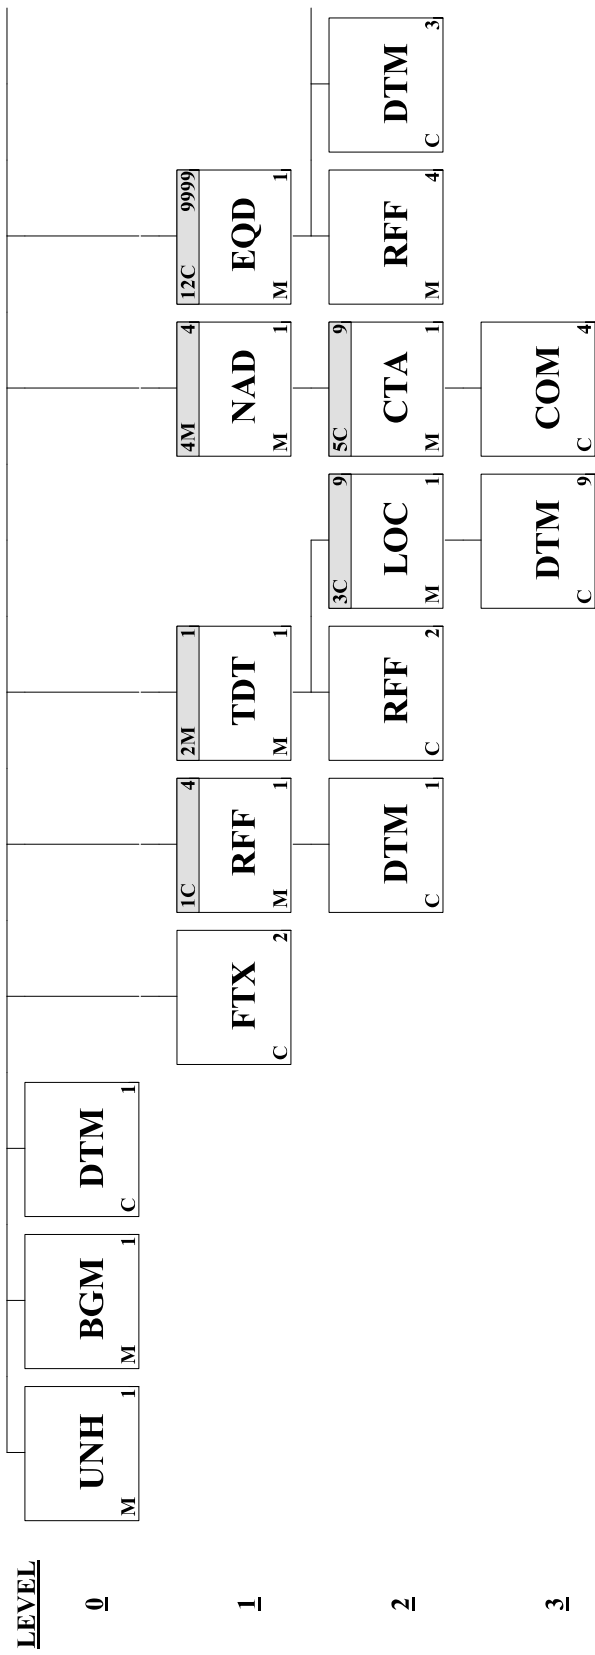 LEVEL
0
UNH
M 1
BGM
M 1
DTM
C 1
1
FTX
C 2
1C 4
RFF
M 1
2M 1
TDT
M 1
4M 4
NAD
M 1
12C 9999
EQD
M 1
2
DTM
C 1
RFF
C 2
3C 9
LOC
M 1
5C 9
CTA
M 1
RFF
M 4
DTM
C 3
3
DTM
C 9
COM
C 4